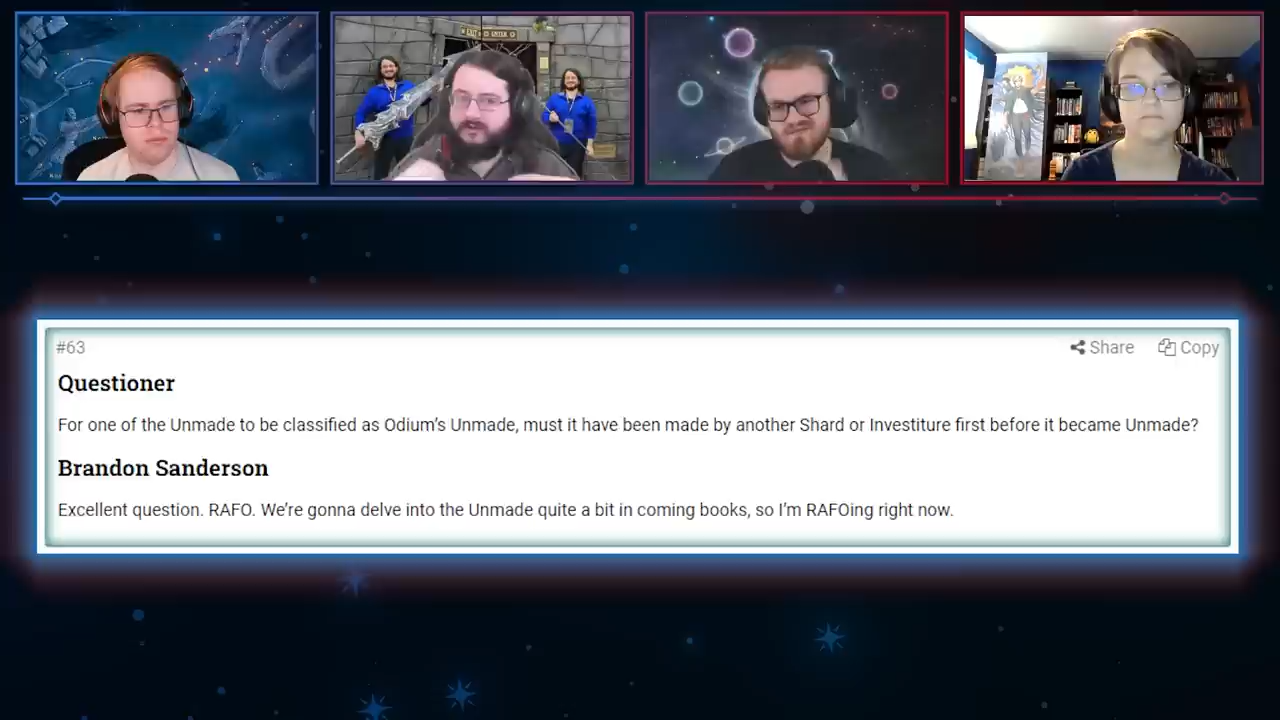 EXIT ENTER
#63
Share
Copy
Questioner
For one of the Unmade to be classified as Odium’s Unmade, must it have been made by another Shard or Investiture first before it became Unmade?
Brandon Sanderson
Excellent question. RAFO. We’re gonna delve into the Unmade quite a bit in coming books, so I’m RAFOing right now.